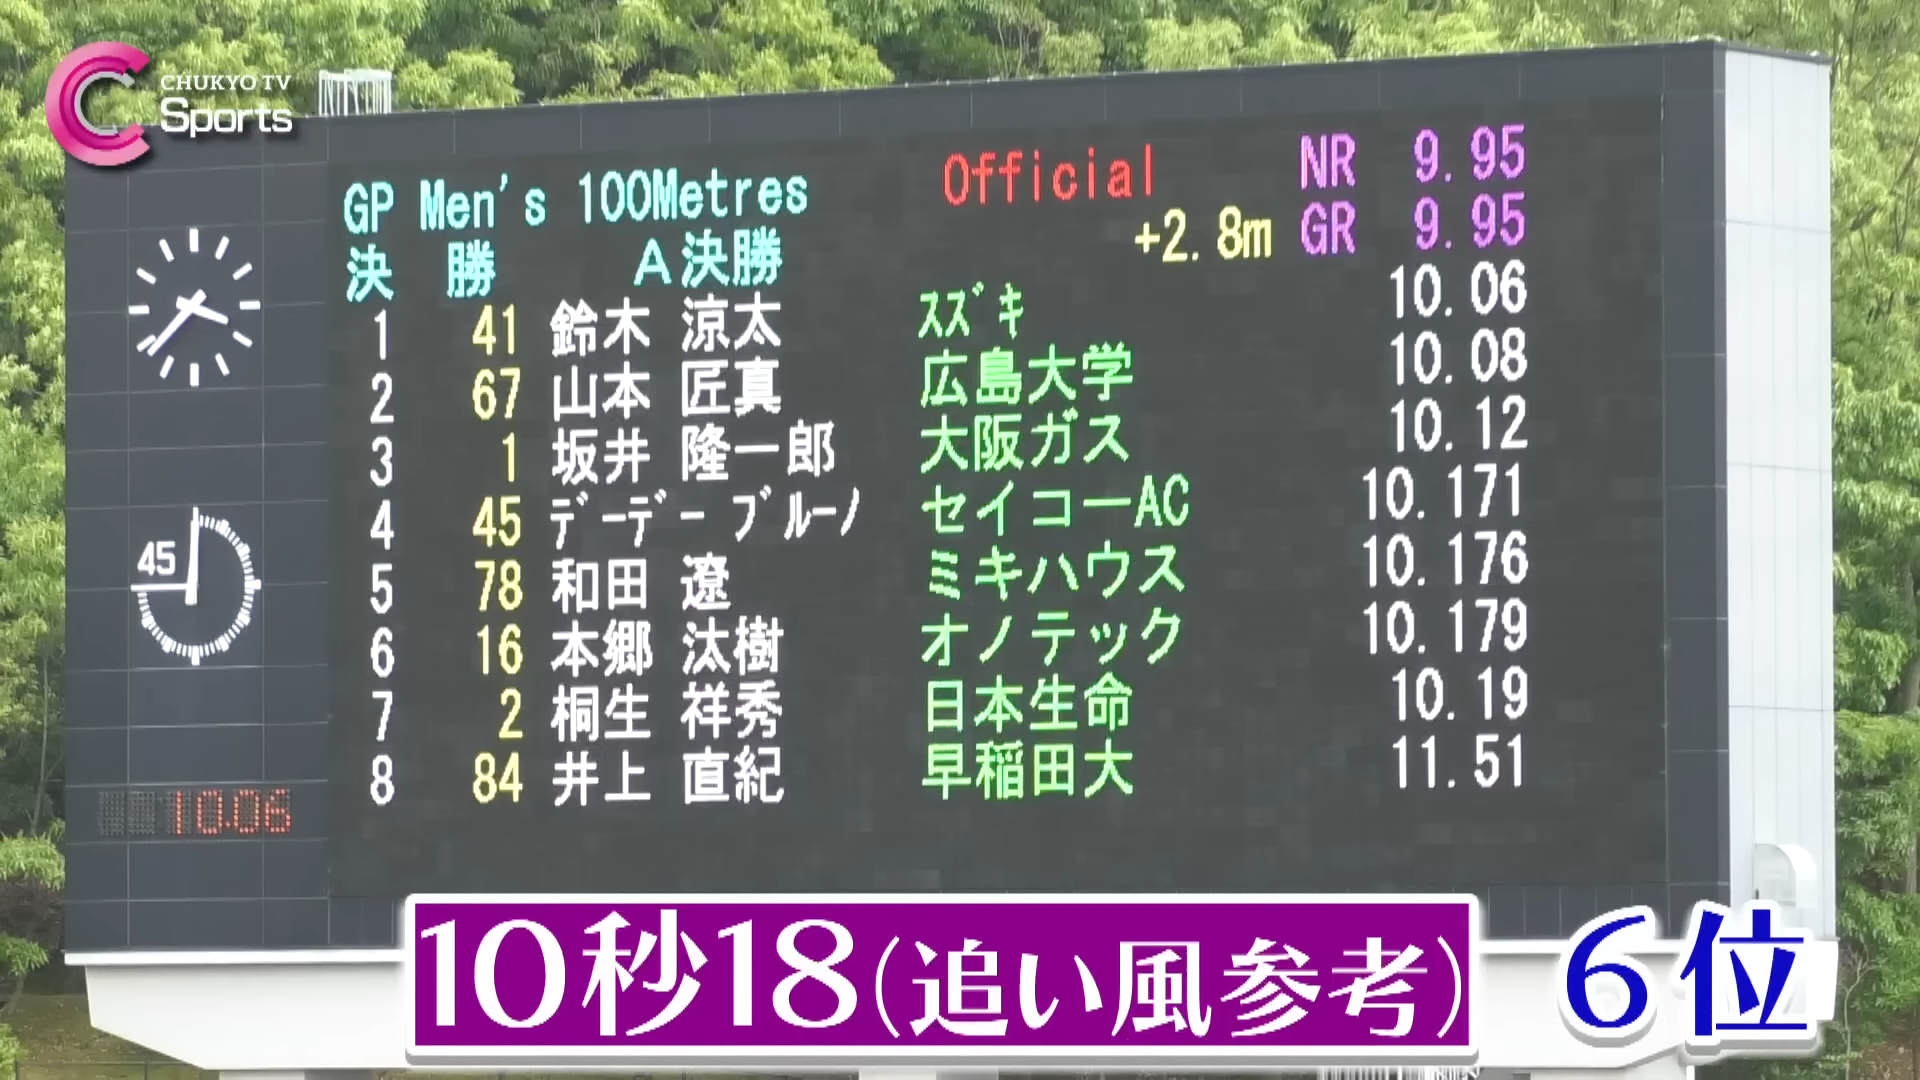 CHUKYO TV
Sports
GP Men's 100Metres Official NR 9.95
+2.8m GR 9.95
決 勝 A決勝
1 41 鈴木 涼太 ｽｽﾞｷ 10.06
2 67 山本 匠真 広島大学 10.08
3 1 坂井 隆一郎 大阪ガス 10.12
4 45 ﾃﾞｰﾃﾞｰ ﾌﾞﾙｰﾉ セイコーAC 10.171
5 78 和田 遼 ミキハウス 10.176
6 16 本郷 汰樹 オノテック 10.179
7 2 桐生 祥秀 日本生命 10.19
8 84 井上 直紀 早稲田大 11.51
45
10.06
10秒18(追い風参考) 6位